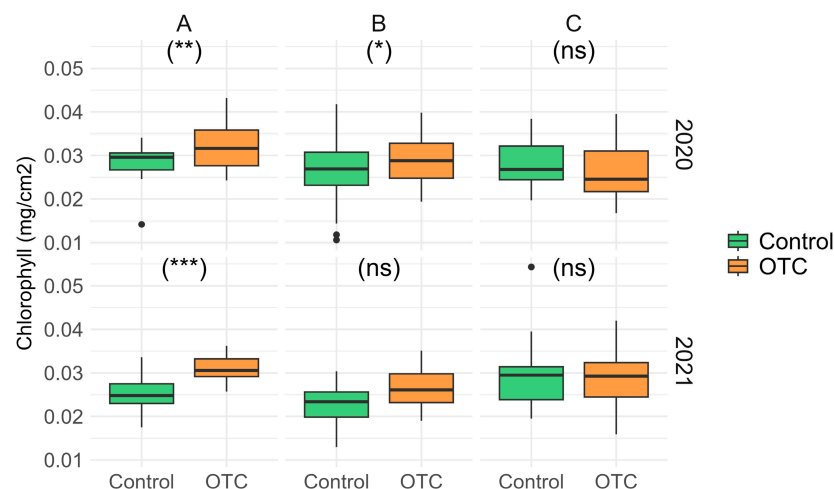 A B C
(**) (*) (ns)
0.05
0.04
0.03
0.02
0.01
2020
(***) (ns) (ns)
0.05
0.04
0.03
0.02
0.01
2021
Chlorophyll (mg/cm2)
Control OTC Control OTC Control OTC
Control
OTC